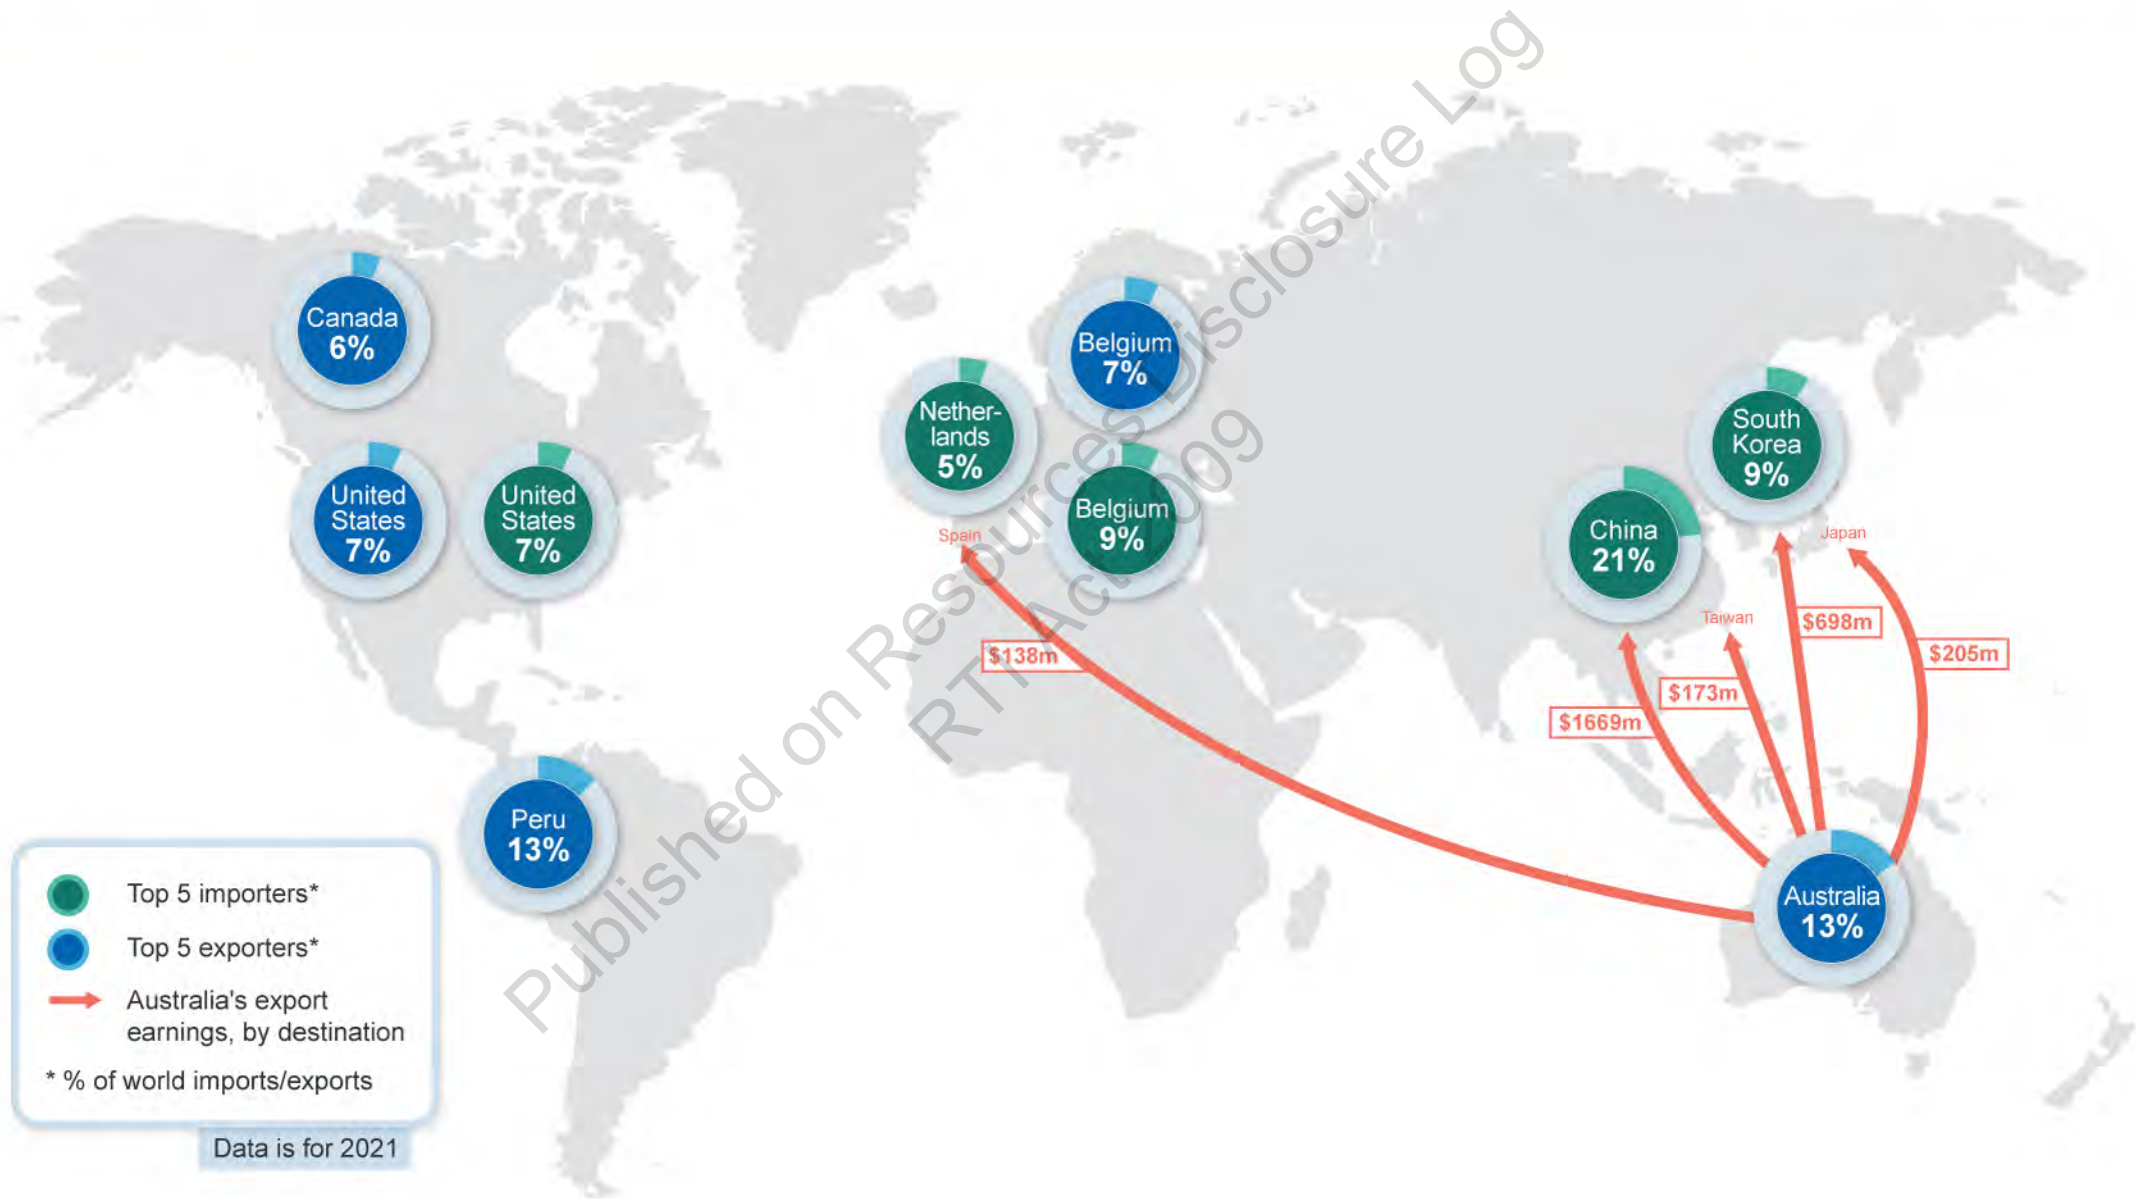 Canada
6%
United
States
7%
United
States
7%
Nether-
lands
5%
Belgium
7%
Belgium
9%
South
Korea
9%
China
21%
Spain
Japan
Taiwan
$138m
$1669m
$173m
$698m
$205m
Peru
13%
Australia
13%
Top 5 importers*
Top 5 exporters*
Australia's export
earnings, by destination
* % of world imports/exports
Data is for 2021
Published on Resources Disclosure Log
RTI Act 2009